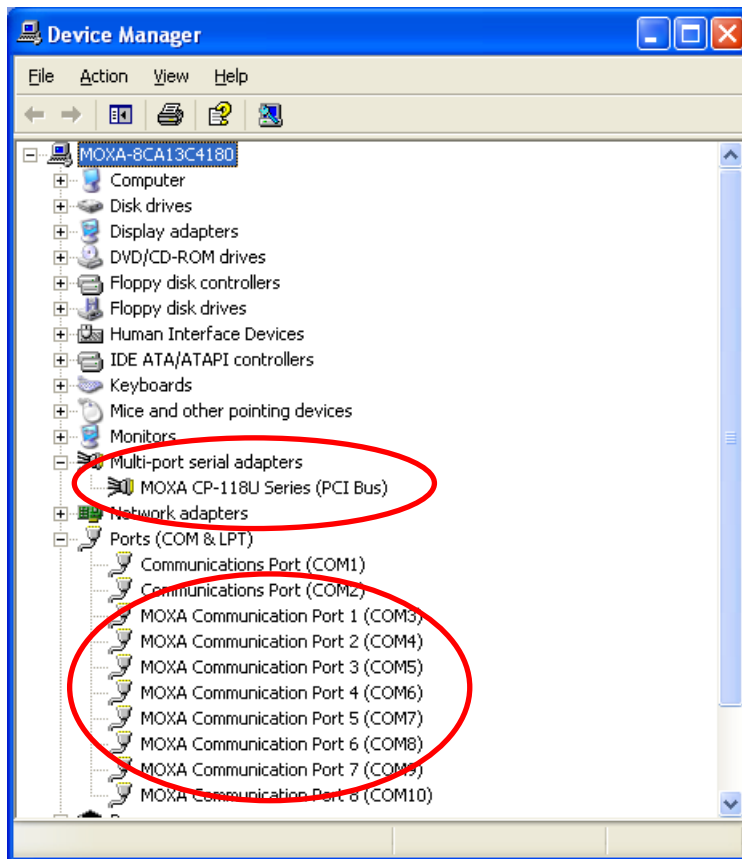 Device Manager
File Action View Help
MOXA-8CA13C4180
Computer
Disk drives
Display adapters
DVD/CD-ROM drives
Floppy disk controllers
Floppy disk drives
Human Interface Devices
IDE ATA/ATAPI controllers
Keyboards
Mice and other pointing devices
Monitors
Multi-port serial adapters
MOXA CP-118U Series (PCI Bus)
Network adapters
Ports (COM & LPT)
Communications Port (COM1)
Communications Port (COM2)
MOXA Communication Port 1 (COM3)
MOXA Communication Port 2 (COM4)
MOXA Communication Port 3 (COM5)
MOXA Communication Port 4 (COM6)
MOXA Communication Port 5 (COM7)
MOXA Communication Port 6 (COM8)
MOXA Communication Port 7 (COM9)
MOXA Communication Port 8 (COM10)